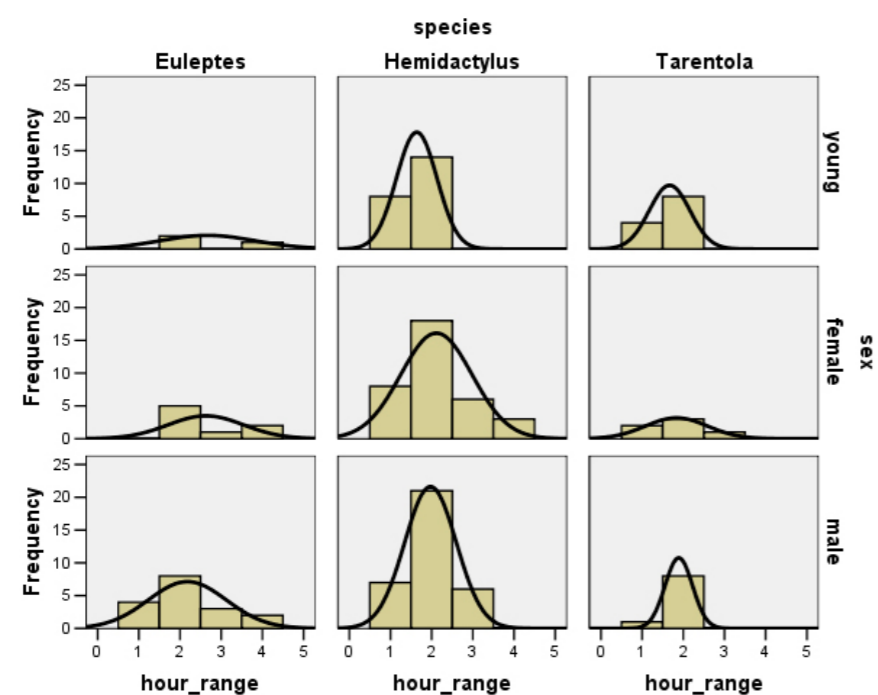 species
Euleptes Hemidactylus Tarentola
Frequency
25
20
15
10
5
0
young
Frequency
25
20
15
10
5
0
female
sex
Frequency
25
20
15
10
5
0
male
0 1 2 3 4 5 0 1 2 3 4 5 0 1 2 3 4 5
hour_range hour_range hour_range